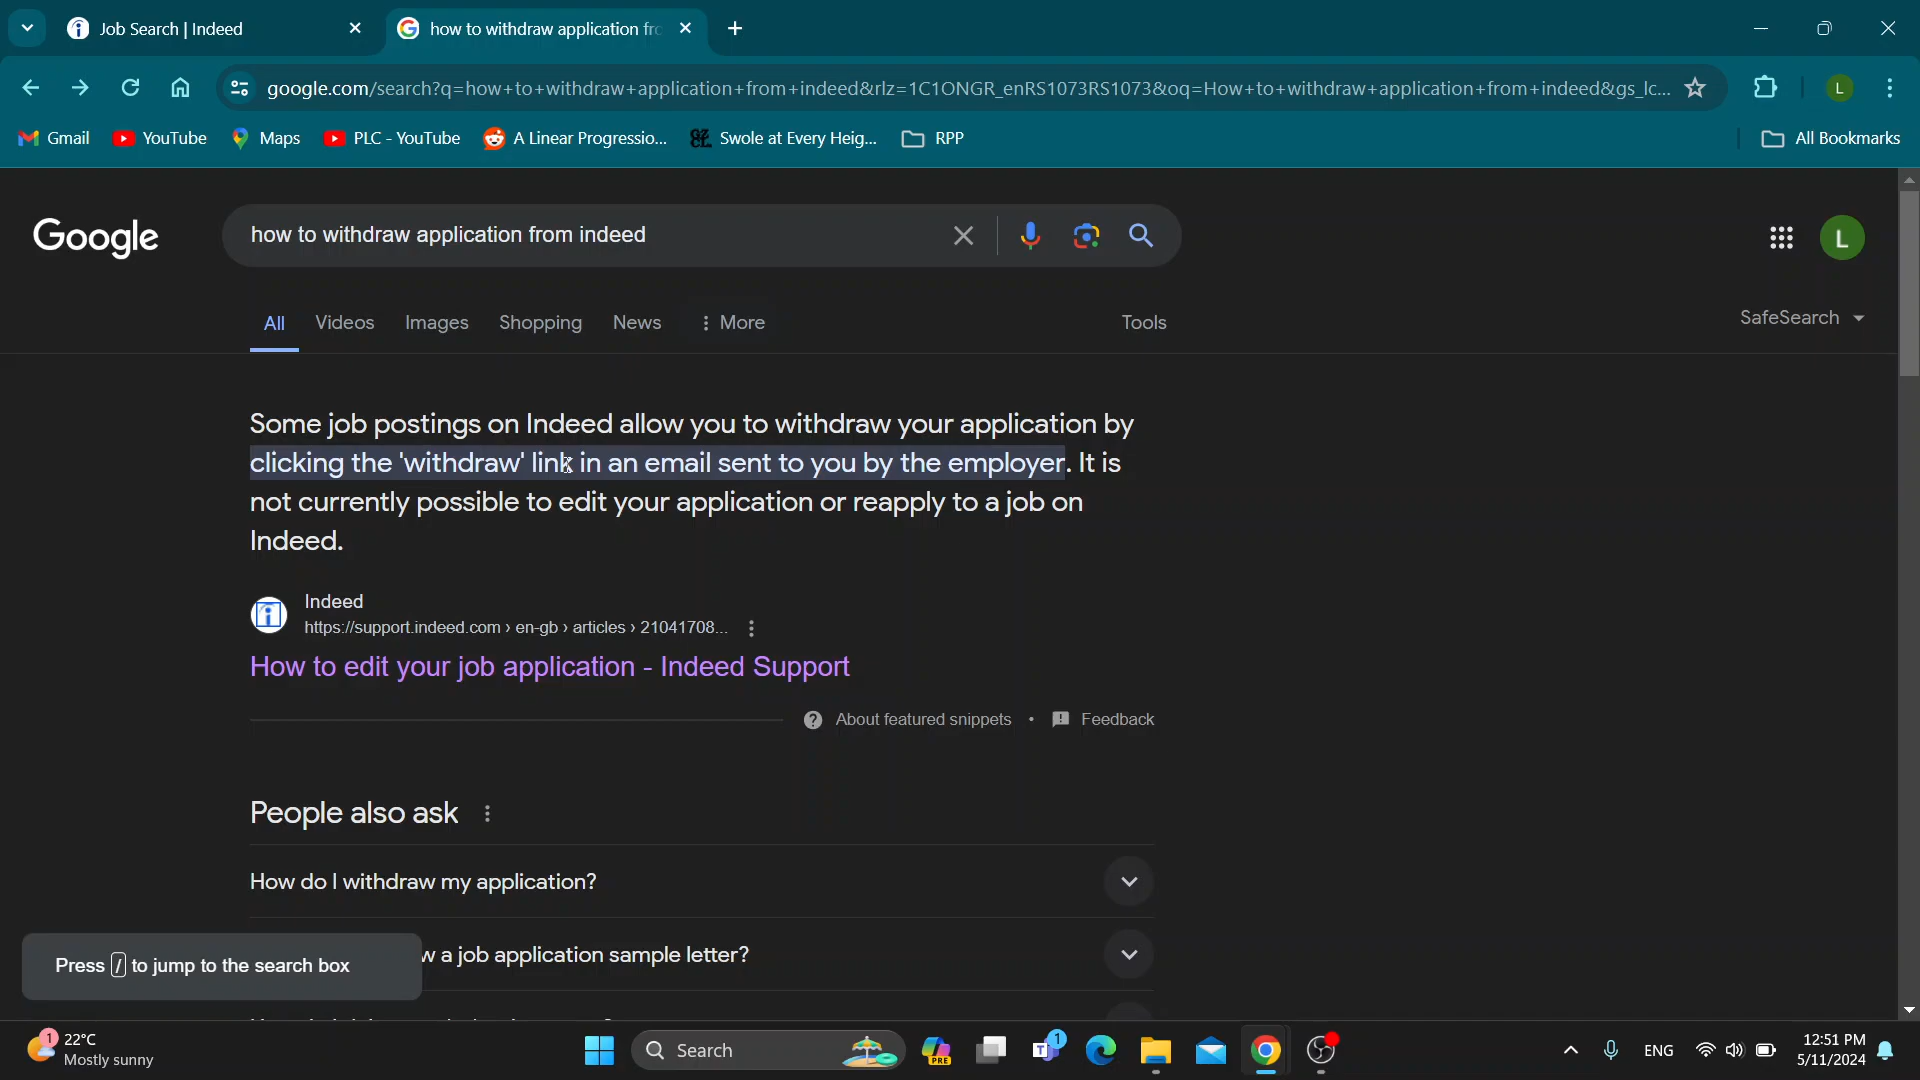 Job Search | Indeed
how to withdraw application fro
google.com/search?q=how+to+withdraw+application+from+indeed&rlz=1C1ONGR_enRS1073RS1073&oq=How+to+withdraw+application+from+indeed&gs_lc...
L
Gmail
YouTube
Maps
PLC - YouTube
A Linear Progressio...
Swole at Every Heig...
RPP
All Bookmarks
Google
how to withdraw application from indeed
L
All
Videos
Images
Shopping
News
More
Tools
SafeSearch
Some job postings on Indeed allow you to withdraw your application by
clicking the 'withdraw' link in an email sent to you by the employer. It is
not currently possible to edit your application or reapply to a job on
Indeed.
Indeed
https://support.indeed.com › en-gb › articles › 21041708...
How to edit your job application - Indeed Support
About featured snippets
•
Feedback
People also ask
How do I withdraw my application?
w a job application sample letter?
Press / to jump to the search box
1
22°C
Mostly sunny
Search
PRE
1
ENG
12:51 PM
5/11/2024